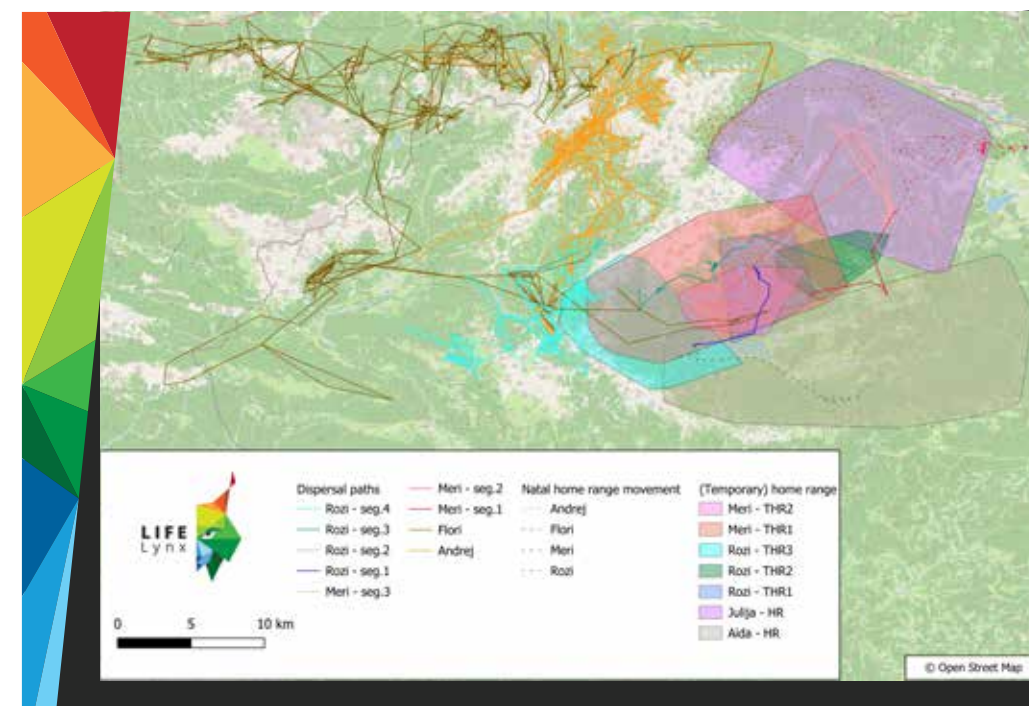 LIFE
Lynx
0 5 10 km
Dispersal paths
Rozi - seg.4
Rozi - seg.3
Rozi - seg.2
Rozi - seg.1
Meri - seg.3
Meri - seg.2
Meri - seg.1
Flori
Andrej
Natal home range movement
Andrej
Flori
Meri
Rozi
(Temporary) home range
Meri - THR2
Meri - THR1
Rozi - THR3
Rozi - THR2
Rozi - THR1
Julija - HR
Aida - HR
© Open Street Map